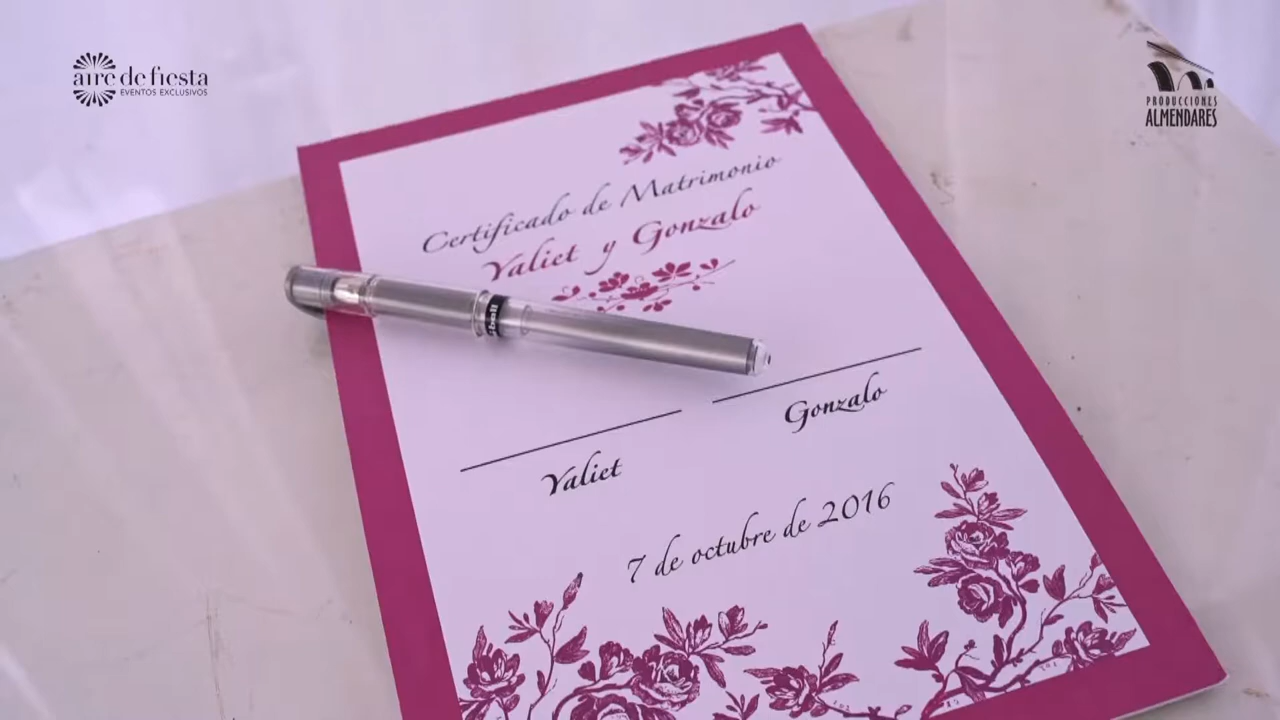 aire de fiesta
EVENTOS EXCLUSIVOS
PRODUCCIONES
ALMENDARES
Certificado de Matrimonio
Yaliet y Gonzalo
Gonzalo
Yaliet
7 de octubre de 2016